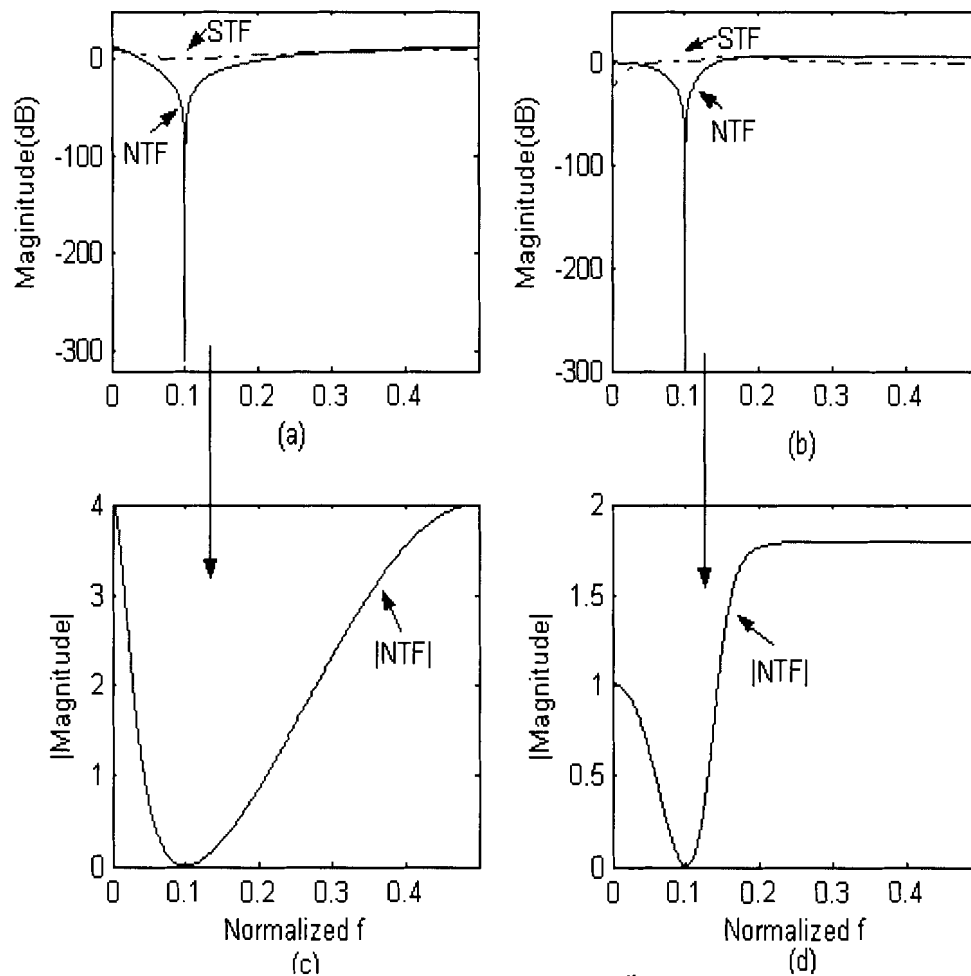 STF
NTF
Maginitude(dB)
0
-100
-200
-300
0 0.1 0.2 0.3 0.4
(a)
STF
NTF
Maginitude(dB)
0
-100
-200
-300
0 0.1 0.2 0.3 0.4
(b)
|NTF|
|Magnitude|
4
3
2
1
0
0 0.1 0.2 0.3 0.4
Normalized f
(c)
|NTF|
|Magnitude|
2
1.5
1
0.5
0
0 0.1 0.2 0.3 0.4
Normalized f
(d)